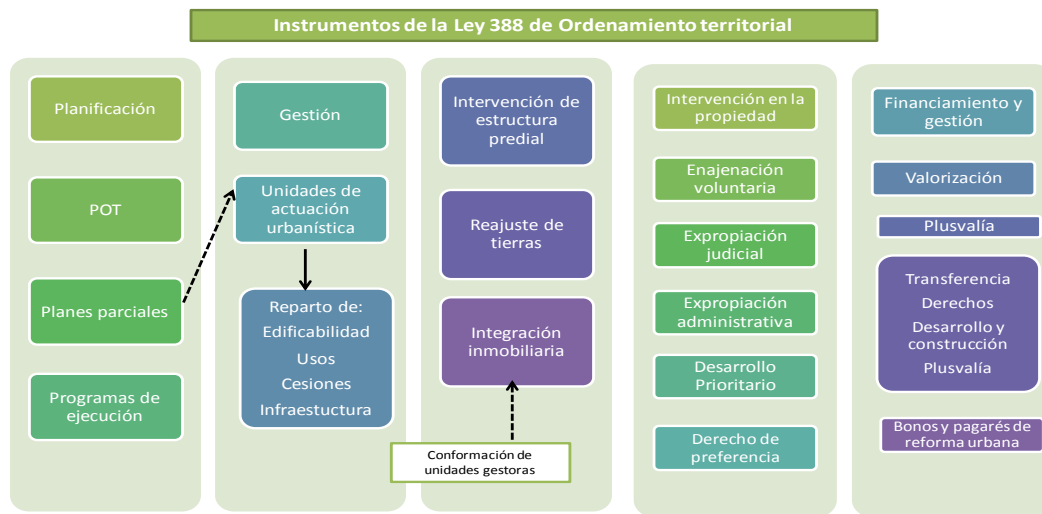 Instrumentos de la Ley 388 de Ordenamiento territorial
Planificación
POT
Planes parciales
Programas de
ejecución
Gestión
Unidades de
actuación
urbanística
Reparto de:
Edificabilidad
Usos
Cesiones
Infraestuctura
Intervención de
estructura
predial
Reajuste de
tierras
Integración
inmobiliaria
Conformación de
unidades gestoras
Intervención en la
propiedad
Enajenación
voluntaria
Expropiación
judicial
Expropiación
administrativa
Desarrollo
Prioritario
Derecho de
preferencia
Financiamiento y
gestión
Valorización
Plusvalía
Transferencia
Derechos
Desarrollo y
construcción
Plusvalía
Bonos y pagarés de
reforma urbana